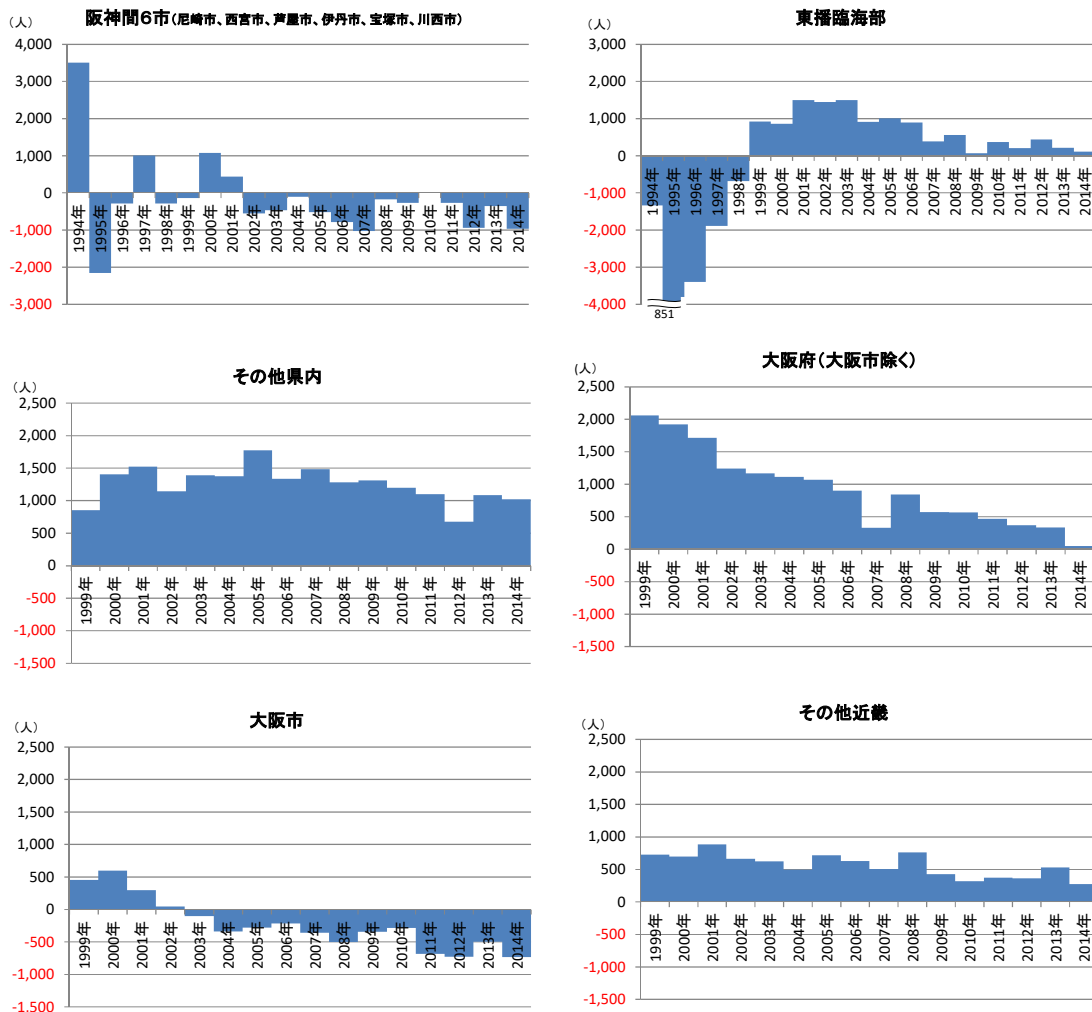 阪神間6市(尼崎市、西宮市、芦屋市、伊丹市、宝塚市、川西市)
（人）
4,000
3,000
2,000
1,000
0
-1,000
-2,000
-3,000
1994年
1995年
1996年
1997年
1998年
1999年
2000年
2001年
2002年
2003年
2004年
2005年
2006年
2007年
2008年
2009年
2010年
2011年
2012年
2013年
2014年
東播臨海部
（人）
3,000
2,000
1,000
0
-1,000
-2,000
-3,000
-4,000
1994年
1995年
1996年
1997年
1998年
1999年
2000年
2001年
2002年
2003年
2004年
2005年
2006年
2007年
2008年
2009年
2010年
2011年
2012年
2013年
2014年
851
その他県内
（人）
2,500
2,000
1,500
1,000
500
0
-500
-1,000
-1,500
1999年
2000年
2001年
2002年
2003年
2004年
2005年
2006年
2007年
2008年
2009年
2010年
2011年
2012年
2013年
2014年
大阪府(大阪市除く)
(人)
2,500
2,000
1,500
1,000
500
0
-500
-1,000
-1,500
1999年
2000年
2001年
2002年
2003年
2004年
2005年
2006年
2007年
2008年
2009年
2010年
2011年
2012年
2013年
2014年
大阪市
（人）
2,500
2,000
1,500
1,000
500
0
-500
-1,000
-1,500
1999年
2000年
2001年
2002年
2003年
2004年
2005年
2006年
2007年
2008年
2009年
2010年
2011年
2012年
2013年
2014年
その他近畿
（人）
2,500
2,000
1,500
1,000
500
0
-500
-1,000
-1,500
1999年
2000年
2001年
2002年
2003年
2004年
2005年
2006年
2007年
2008年
2009年
2010年
2011年
2012年
2013年
2014年